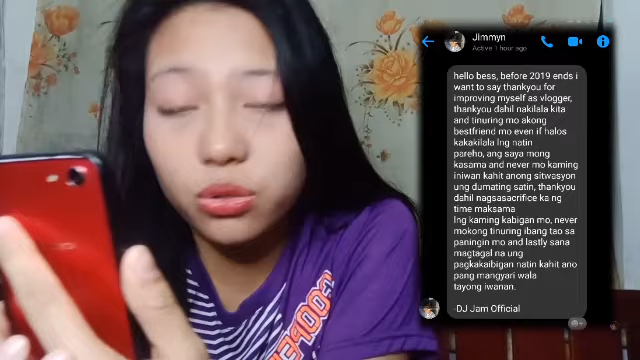 Jimmyn
Active 1 hour ago
hello bess, before 2019 ends i
want to say thankyou for
improving myself as vlogger,
thankyou dahil nakilala kita
and tinuring mo akong
bestfriend mo even if halos
kakakilala lng natin
pareho, ang saya mong
kasama and never mo kaming
iniwan kahit anong sitwasyon
ung dumating satin, thankyou
dahil nagsasacrifice ka ng
time maksama
lng kaming kabigan mo, never
mokong tinuring ibang tao sa
paningin mo and lastly sana
magtagal na ung
pagkakaibigan natin kahit ano
pang mangyari wala
tayong iwanan.
-DJ Jam Official